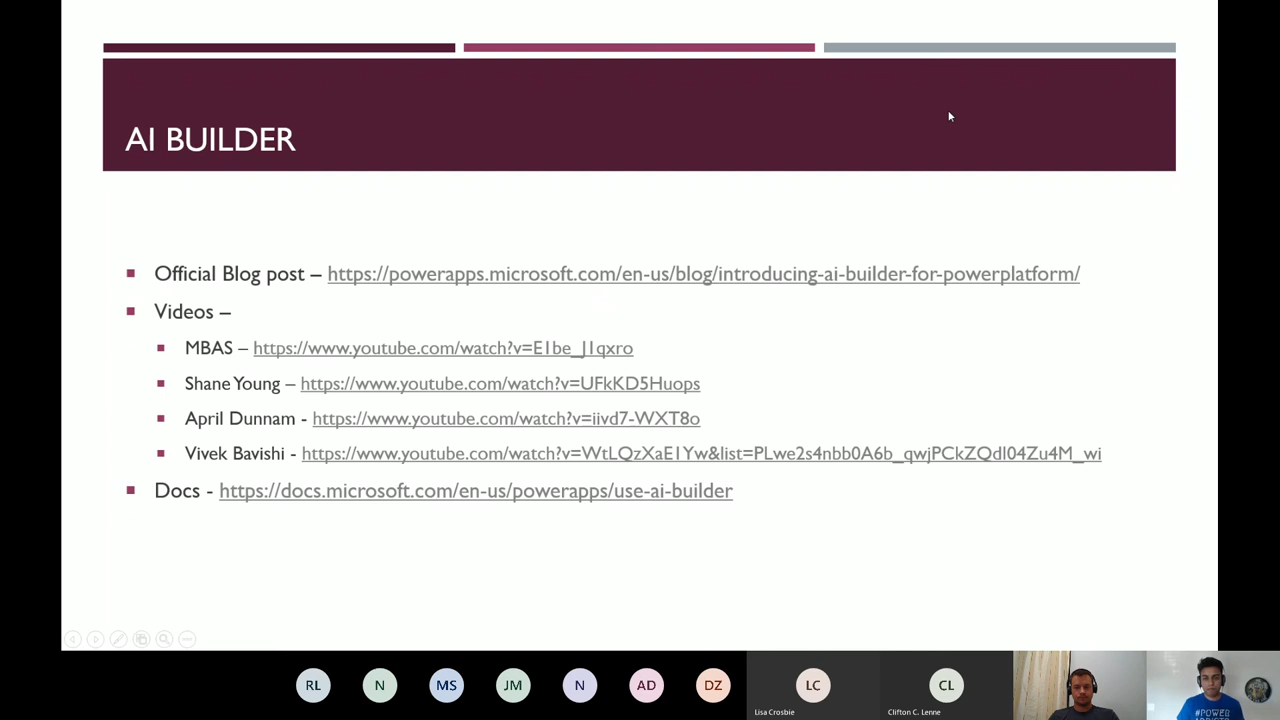 AI BUILDER
Official Blog post – https://powerapps.microsoft.com/en-us/blog/introducing-ai-builder-for-powerplatform/
Videos –
MBAS – https://www.youtube.com/watch?v=E1be_J1qxro
Shane Young – https://www.youtube.com/watch?v=UFkKD5Huops
April Dunnam - https://www.youtube.com/watch?v=iivd7-WXT8o
Vivek Bavishi - https://www.youtube.com/watch?v=WtLQzXaE1Yw&list=PLwe2s4nbb0A6b_qwjPCkZQdl04Zu4M_wi
Docs - https://docs.microsoft.com/en-us/powerapps/use-ai-builder
RL N MS JM N AD DZ LC CL
Lisa Crosbie Clifton C. Lenne
#POWER